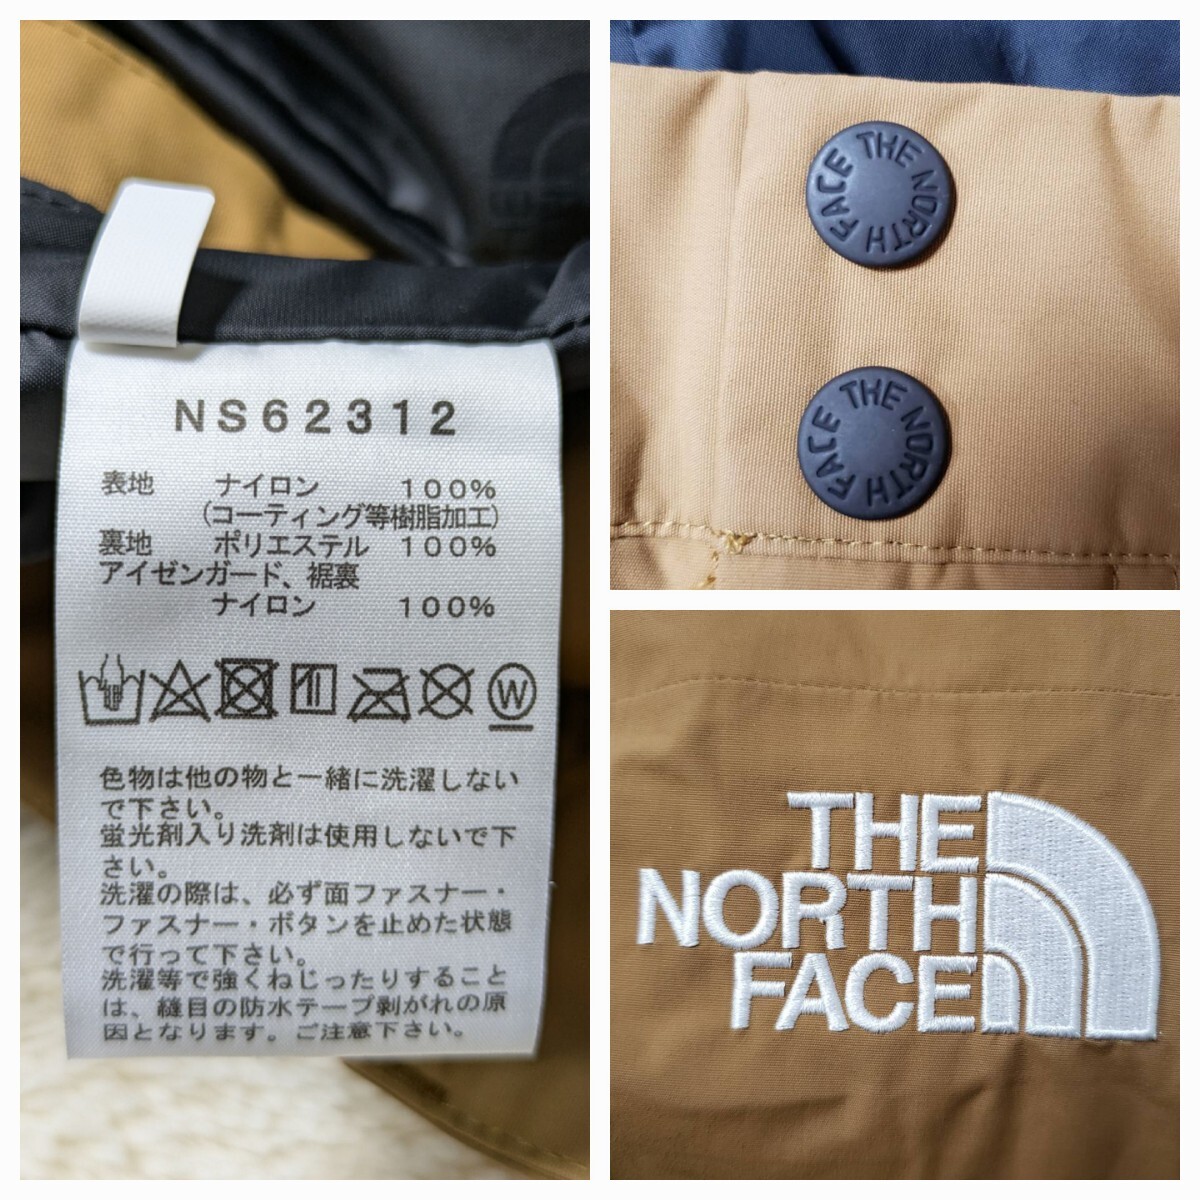 NS62312
表地 ナイロン 100%
(コーティング等樹脂加工)
裏地 ポリエステル 100%
アイゼンガード、裾裏
ナイロン 100%
W
色物は他の物と一緒に洗濯しない
で下さい。
蛍光剤入り洗剤は使用しないで下
さい。
洗濯の際は、必ず面ファスナー・
ファスナー・ボタンを止めた状態
で行って下さい。
洗濯等で強くねじったりすること
は、縫目の防水テープ剥がれの原
因となります。ご注意下さい。
THE NORTH FACE
THE NORTH FACE
THE
NORTH
FACE